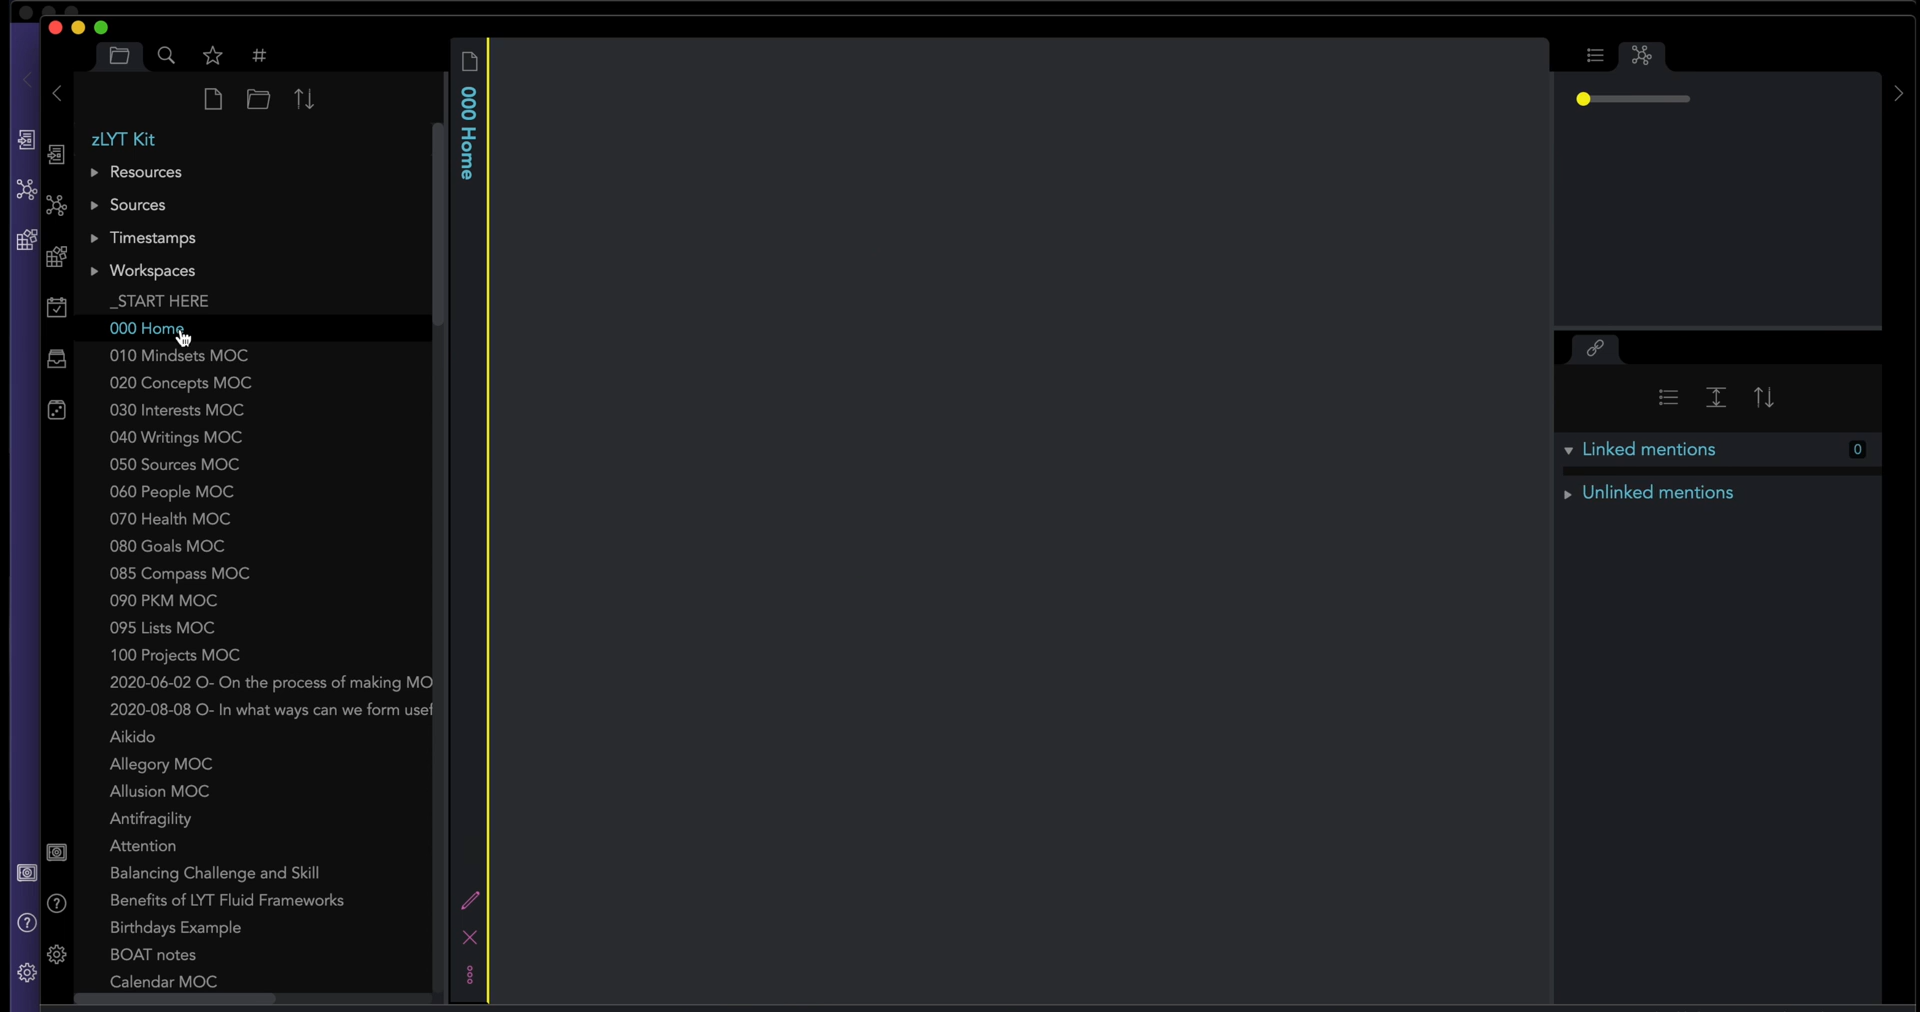 zLYT Kit
Resources
Sources
Timestamps
Workspaces
_START HERE
000 Home
010 Mindsets MOC
020 Concepts MOC
030 Interests MOC
040 Writings MOC
050 Sources MOC
060 People MOC
070 Health MOC
080 Goals MOC
085 Compass MOC
090 PKM MOC
095 Lists MOC
100 Projects MOC
2020-06-02 O- On the process of making MO
2020-08-08 O- In what ways can we form usef
Aikido
Allegory MOC
Allusion MOC
Antifragility
Attention
Balancing Challenge and Skill
Benefits of LYT Fluid Frameworks
Birthdays Example
BOAT notes
Calendar MOC
000 Home
Linked mentions 0
Unlinked mentions